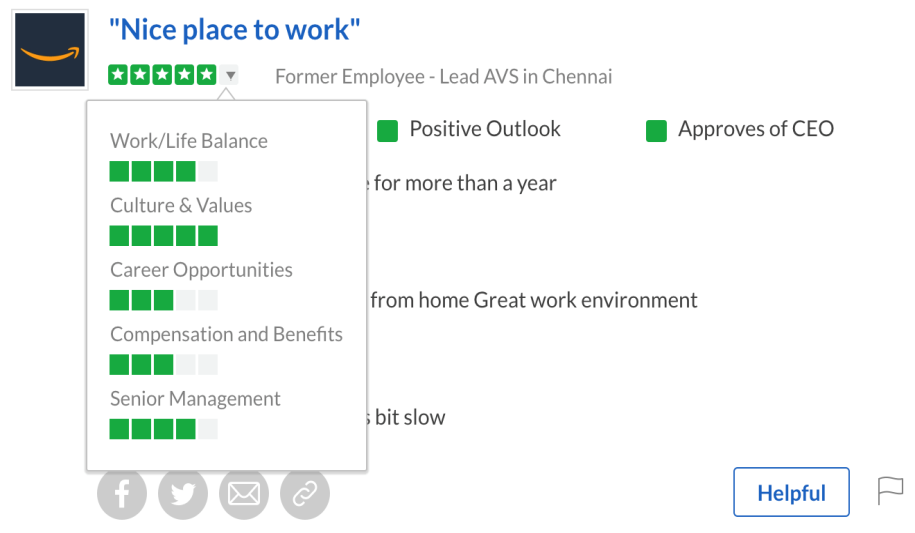 "Nice place to work"
Former Employee - Lead AVS in Chennai
Work/Life Balance
Culture & Values
Career Opportunities
Compensation and Benefits
Senior Management
Positive Outlook
Approves of CEO
for more than a year
from home Great work environment
bit slow
Helpful